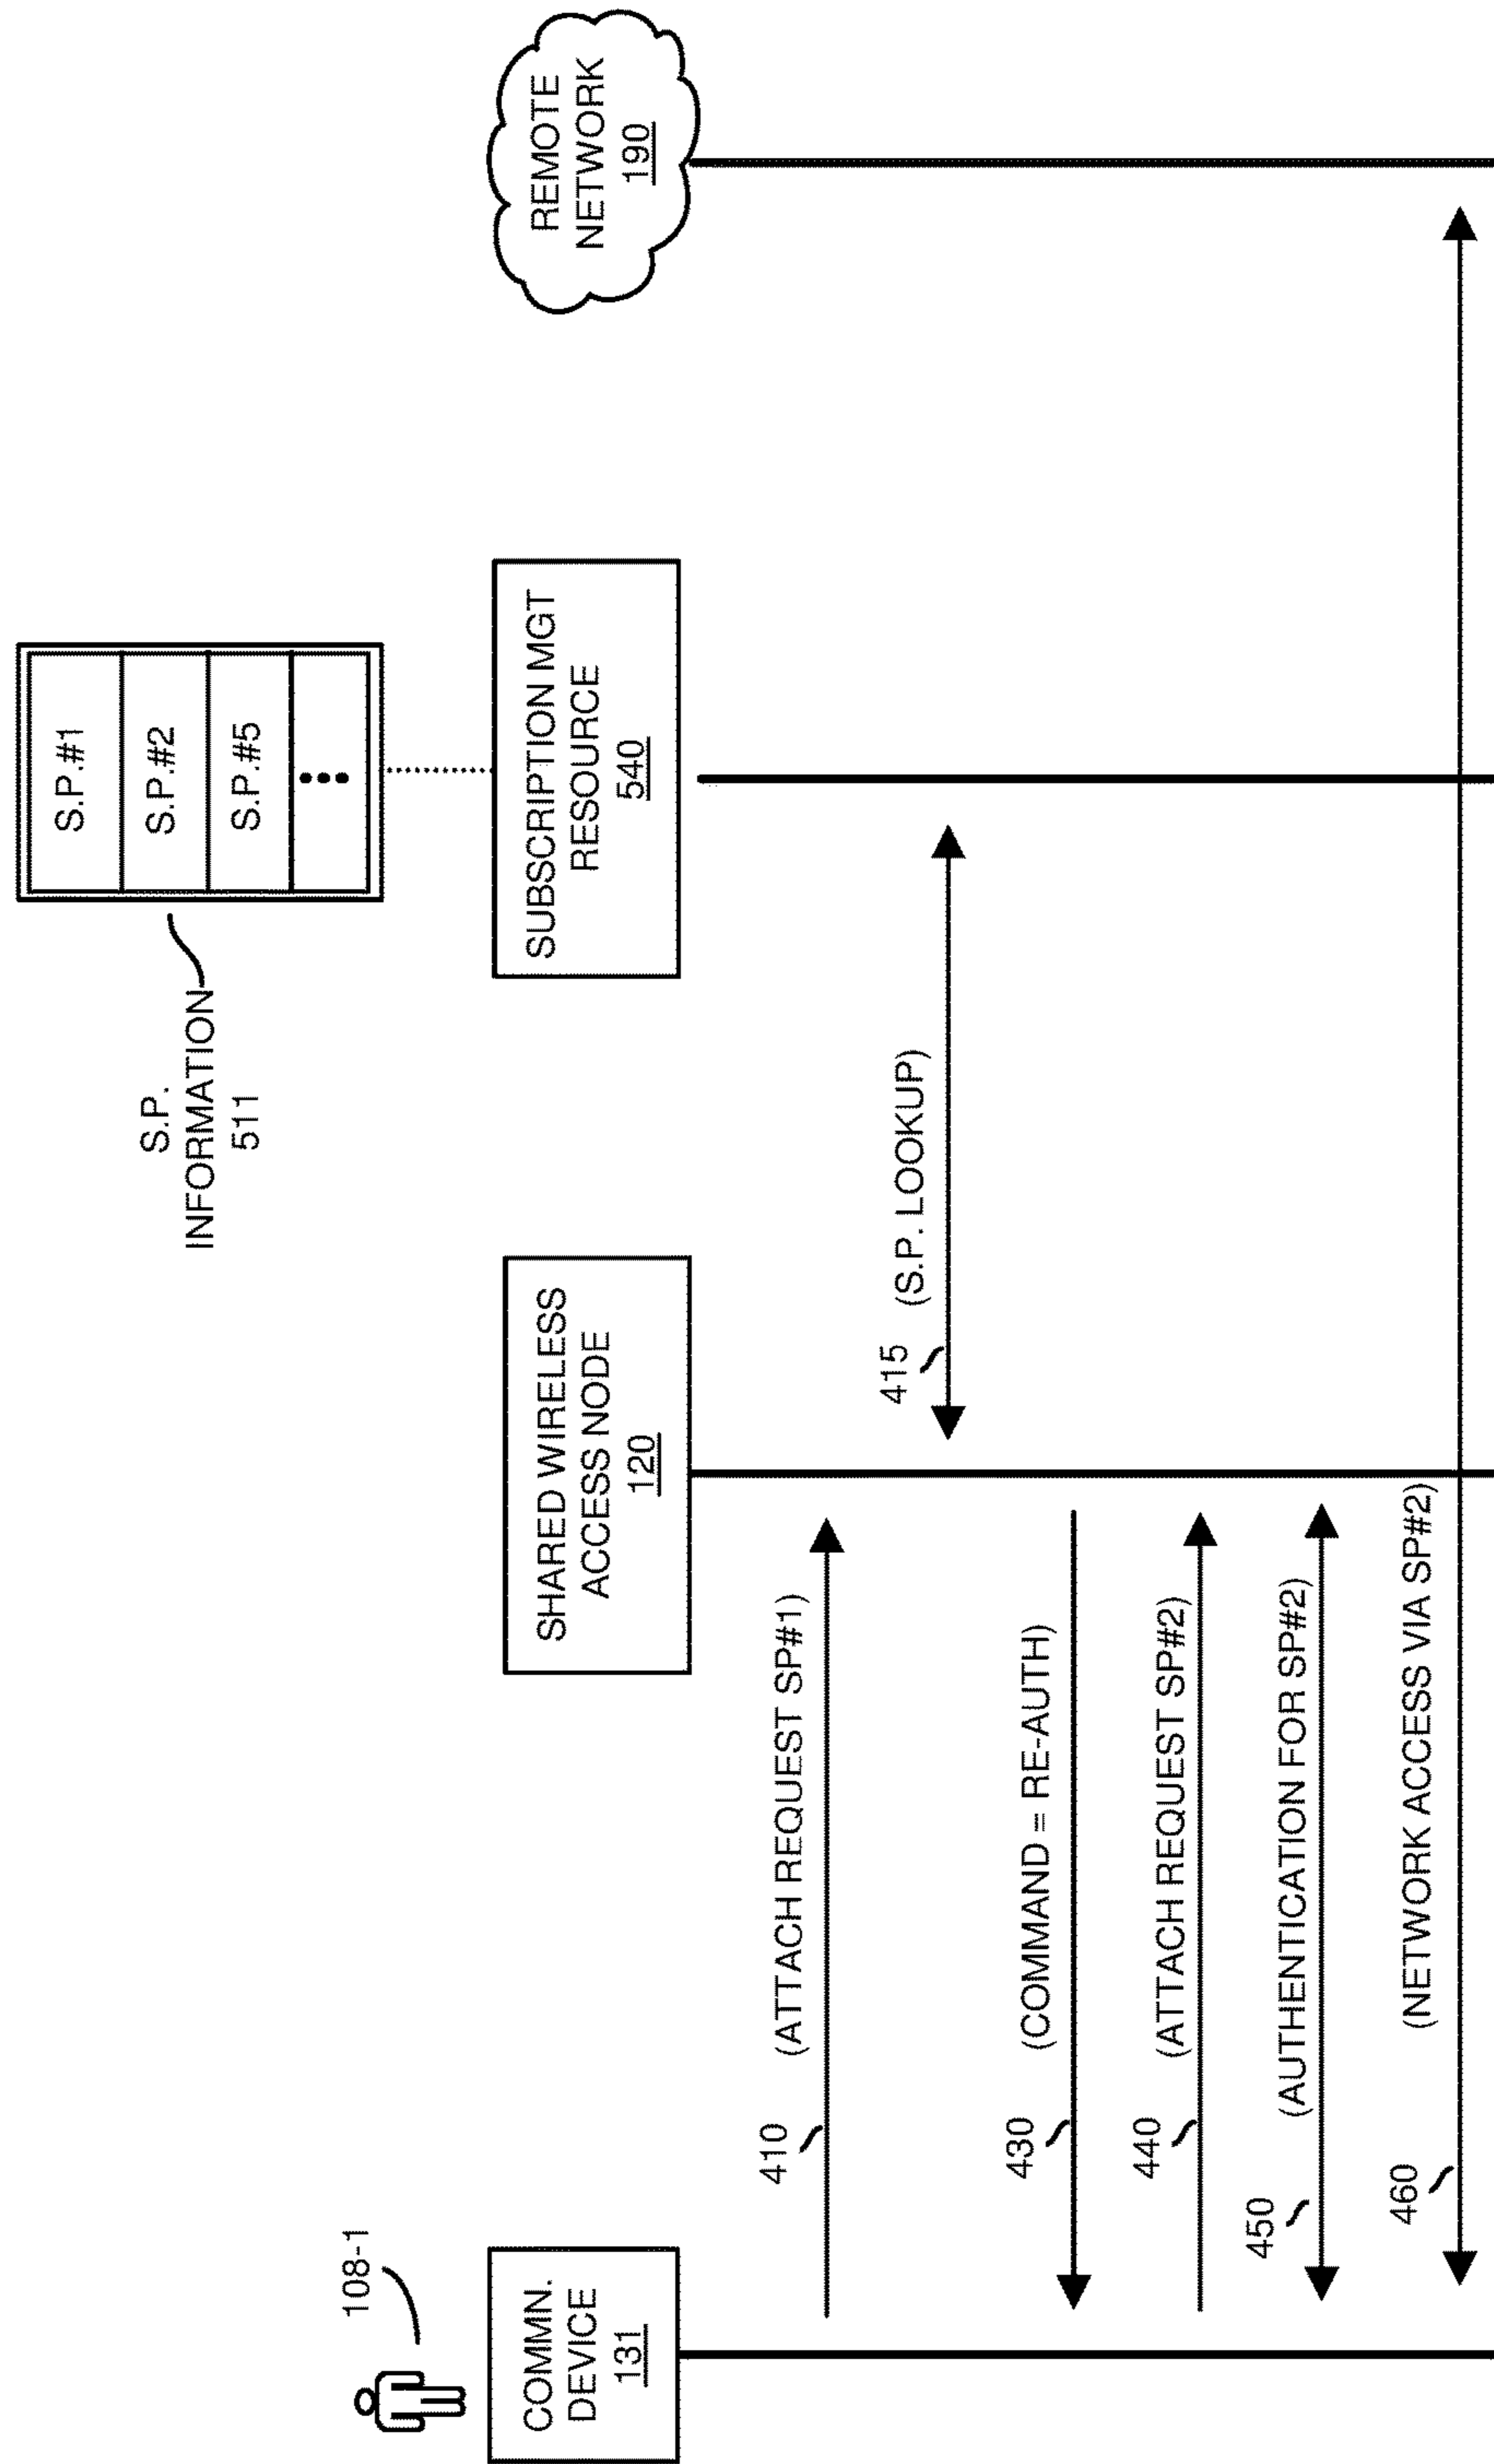 108-1
COMMN.
DEVICE
131
SHARED WIRELESS
ACCESS NODE
120
S.P.
INFORMATION
511
S.P.#1
S.P.#2
S.P.#5
SUBSCRIPTION MGT
RESOURCE
540
REMOTE
NETWORK
190
410
(ATTACH REQUEST SP#1)
415
(S.P. LOOKUP)
430
(COMMAND = RE-AUTH)
440
(ATTACH REQUEST SP#2)
450
(AUTHENTICATION FOR SP#2)
460
(NETWORK ACCESS VIA SP#2)